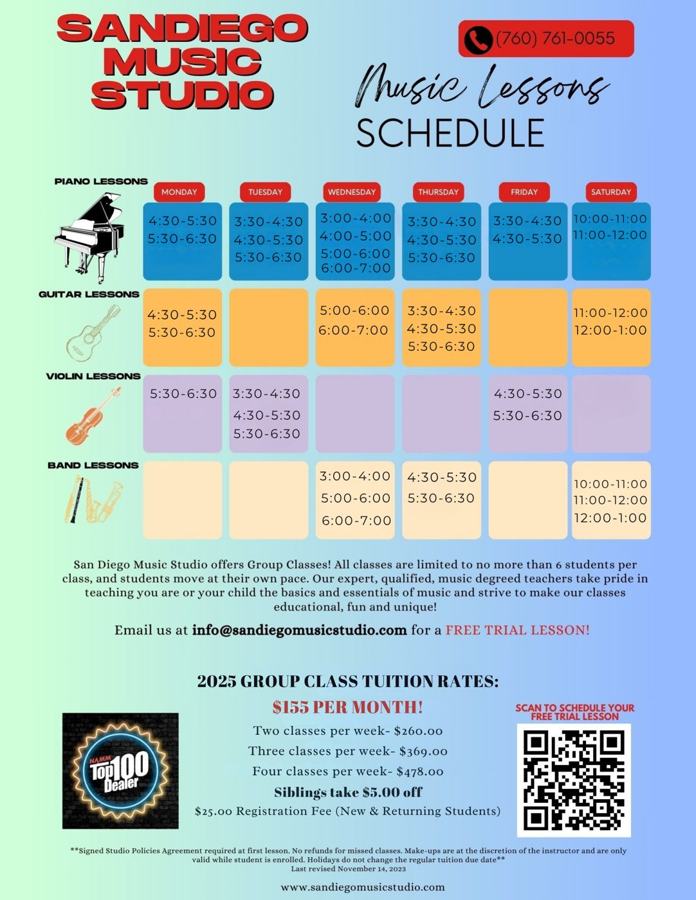 SANDIEGO
MUSIC
STUDIO
(760) 761-0055
Music Lessons
SCHEDULE
PIANO LESSONS
MONDAY TUESDAY WEDNESDAY THURSDAY FRIDAY SATURDAY
4:30-5:30
5:30-6:30
3:30-4:30
4:30-5:30
5:30-6:30
3:00-4:00
4:00-5:00
5:00-6:00
6:00-7:00
3:30-4:30
4:30-5:30
5:30-6:30
3:30-4:30
4:30-5:30
10:00-11:00
11:00-12:00
GUITAR LESSONS
4:30-5:30
5:30-6:30
5:00-6:00
6:00-7:00
3:30-4:30
4:30-5:30
5:30-6:30
11:00-12:00
12:00-1:00
VIOLIN LESSONS
5:30-6:30
3:30-4:30
4:30-5:30
5:30-6:30
4:30-5:30
5:30-6:30
BAND LESSONS
3:00-4:00
5:00-6:00
6:00-7:00
4:30-5:30
5:30-6:30
10:00-11:00
11:00-12:00
12:00-1:00
San Diego Music Studio offers Group Classes! All classes are limited to no more than 6 students per
class, and students move at their own pace. Our expert, qualified, music degreed teachers take pride in
teaching you are or your child the basics and essentials of music and strive to make our classes
educational, fun and unique!
Email us at info@sandiegomusicstudio.com for a FREE TRIAL LESSON!
2025 GROUP CLASS TUITION RATES:
$155 PER MONTH!
Two classes per week- $260.00
Three classes per week- $369.00
Four classes per week- $478.00
Siblings take $5.00 off
$25.00 Registration Fee (New & Returning Students)
NAMM
Top100
Dealer
SCAN TO SCHEDULE YOUR
FREE TRIAL LESSON
**Signed Studio Policies Agreement required at first lesson. No refunds for missed classes. Make-ups are at the discretion of the instructor and are only
valid while student is enrolled. Holidays do not change the regular tuition due date**
Last revised November 14, 2023
www.sandiegomusicstudio.com